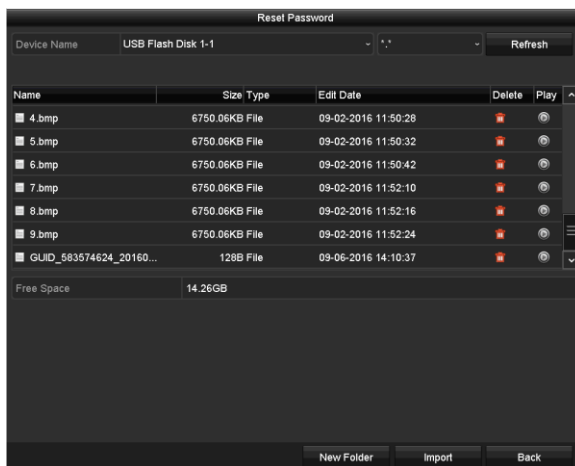 Reset Password
Device Name USB Flash Disk 1-1 *.* Refresh
Name Size Type Edit Date Delete Play
4.bmp 6750.06KB File 09-02-2016 11:50:28
5.bmp 6750.06KB File 09-02-2016 11:50:32
6.bmp 6750.06KB File 09-02-2016 11:50:42
7.bmp 6750.06KB File 09-02-2016 11:52:10
8.bmp 6750.06KB File 09-02-2016 11:52:16
9.bmp 6750.06KB File 09-02-2016 11:52:24
GUID_583574624_20160... 128B File 09-06-2016 14:10:37
Free Space 14.26GB
New Folder Import Back